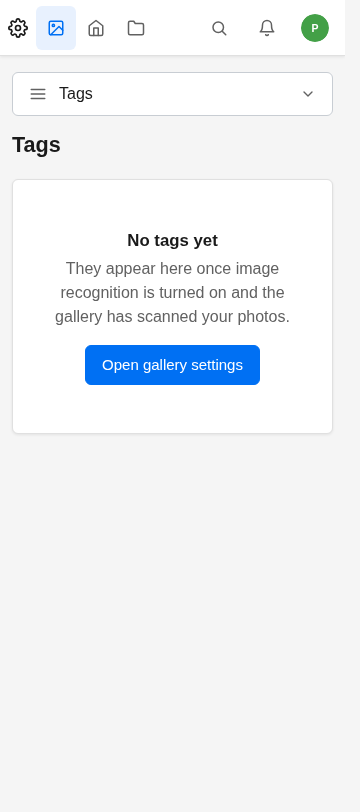 P
Tags
Tags
No tags yet
They appear here once image
recognition is turned on and the
gallery has scanned your photos.
Open gallery settings